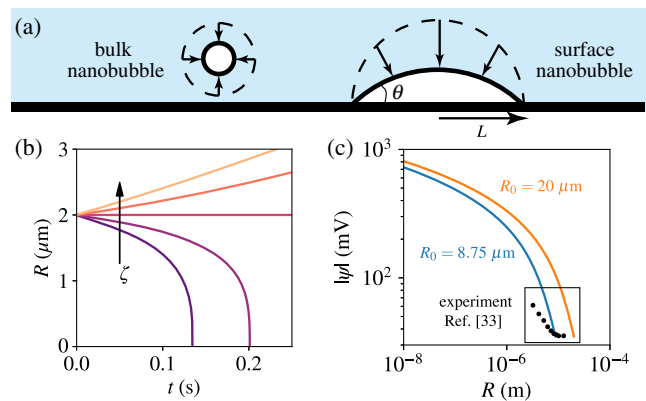 (a)
bulk
nanobubble
surface
nanobubble
θ
L
(b)
3
2
1
0
R (μm)
ζ
0.0
0.1
0.2
t (s)
(c)
10³
10²
|ψ| (mV)
R₀ = 20 μm
R₀ = 8.75 μm
experiment
Ref. [33]
10⁻⁸
10⁻⁶
10⁻⁴
R (m)